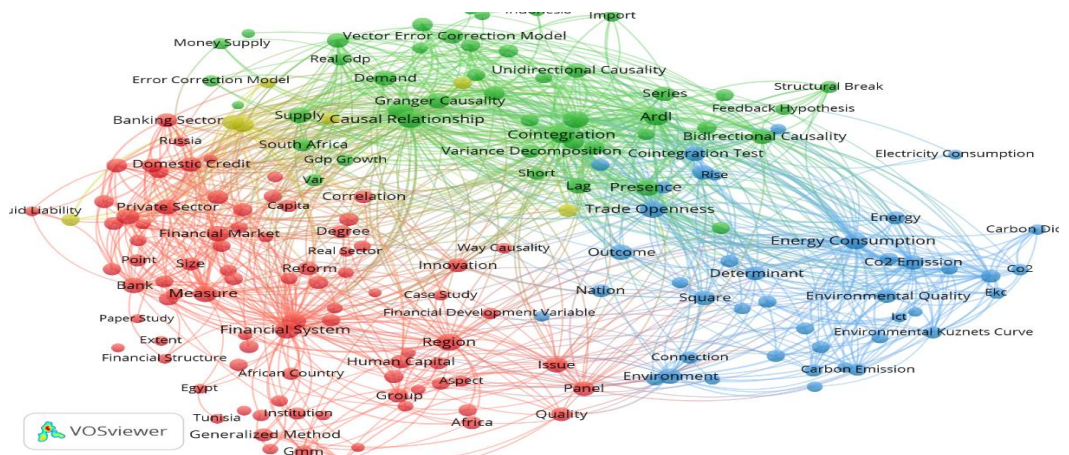 Indonesia
Import
Money Supply
Vector Error Correction Model
Real Gdp
Error Correction Model
Demand
Unidirectional Causality
Structural Break
Granger Causality
Series
Feedback Hypothesis
Banking Sector
Supply
Causal Relationship
Ardl
Russia
Cointegration
Bidirectional Causality
South Africa
Variance Decomposition
Cointegration Test
Electricity Consumption
Domestic Credit
Gdp Growth
Short
Rise
Var
Lag
Presence
Private Sector
Capita
Correlation
Trade Openness
uid Liability
Energy
Financial Market
Degree
Carbon Dio
Real Sector
Way Causality
Outcome
Energy Consumption
Point
Size
Reform
Innovation
Determinant
Co2 Emission
Co2
Bank
Measure
Case Study
Nation
Square
Environmental Quality
Ekc
Paper Study
Financial Development Variable
Ict
Financial System
Environmental Kuznets Curve
Extent
Region
Financial Structure
Human Capital
Issue
Connection
African Country
Aspect
Environment
Carbon Emission
Egypt
Group
Panel
Tunisia
Institution
Africa
Quality
Generalized Method
Gmm
VOSviewer